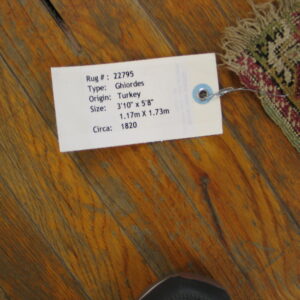 Rug # : 22795
Type: Ghiordes
Origin: Turkey
Size: 3'10" x 5'8"
1.17m X 1.73m
Circa: 1820